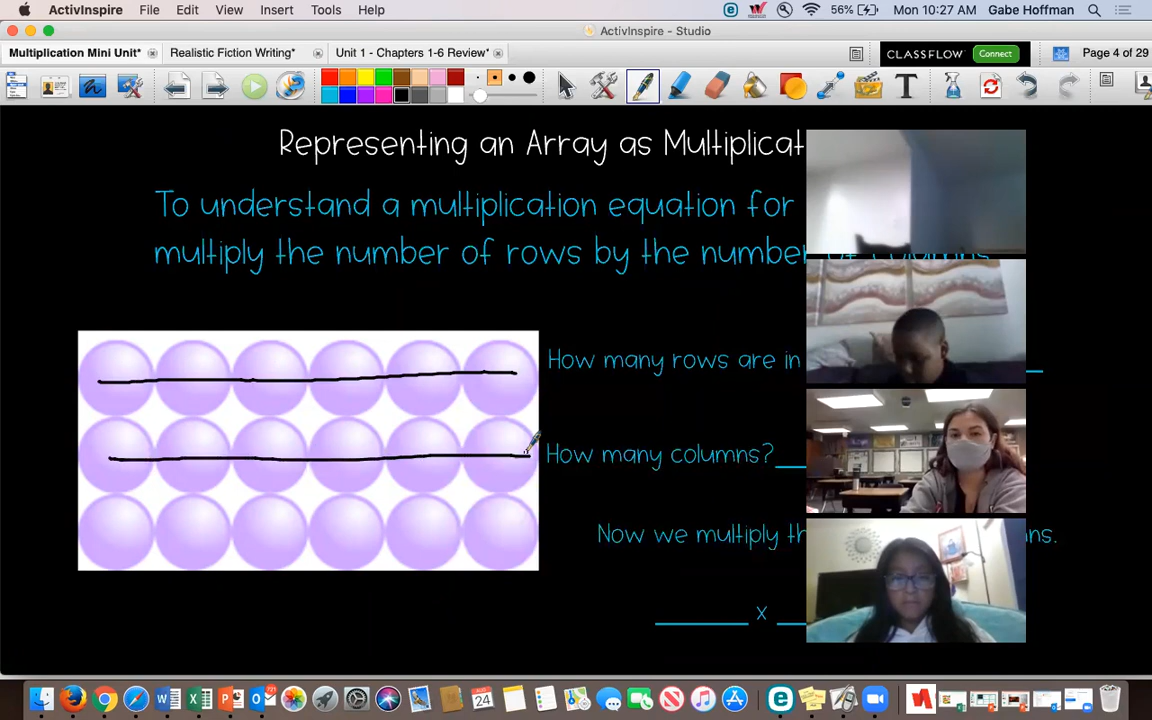 ActivInspire File Edit View Insert Tools Help 56% Mon 10:27 AM Gabe Hoffman
ActivInspire - Studio
Multiplication Mini Unit* Realistic Fiction Writing* Unit 1 - Chapters 1-6 Review* CLASSFLOW Connect Page 4 of 29
Representing an Array as Multiplicat
To understand a multiplication equation for
multiply the number of rows by the number of columns
How many rows are in
How many columns?
Now we multiply th ns.
x